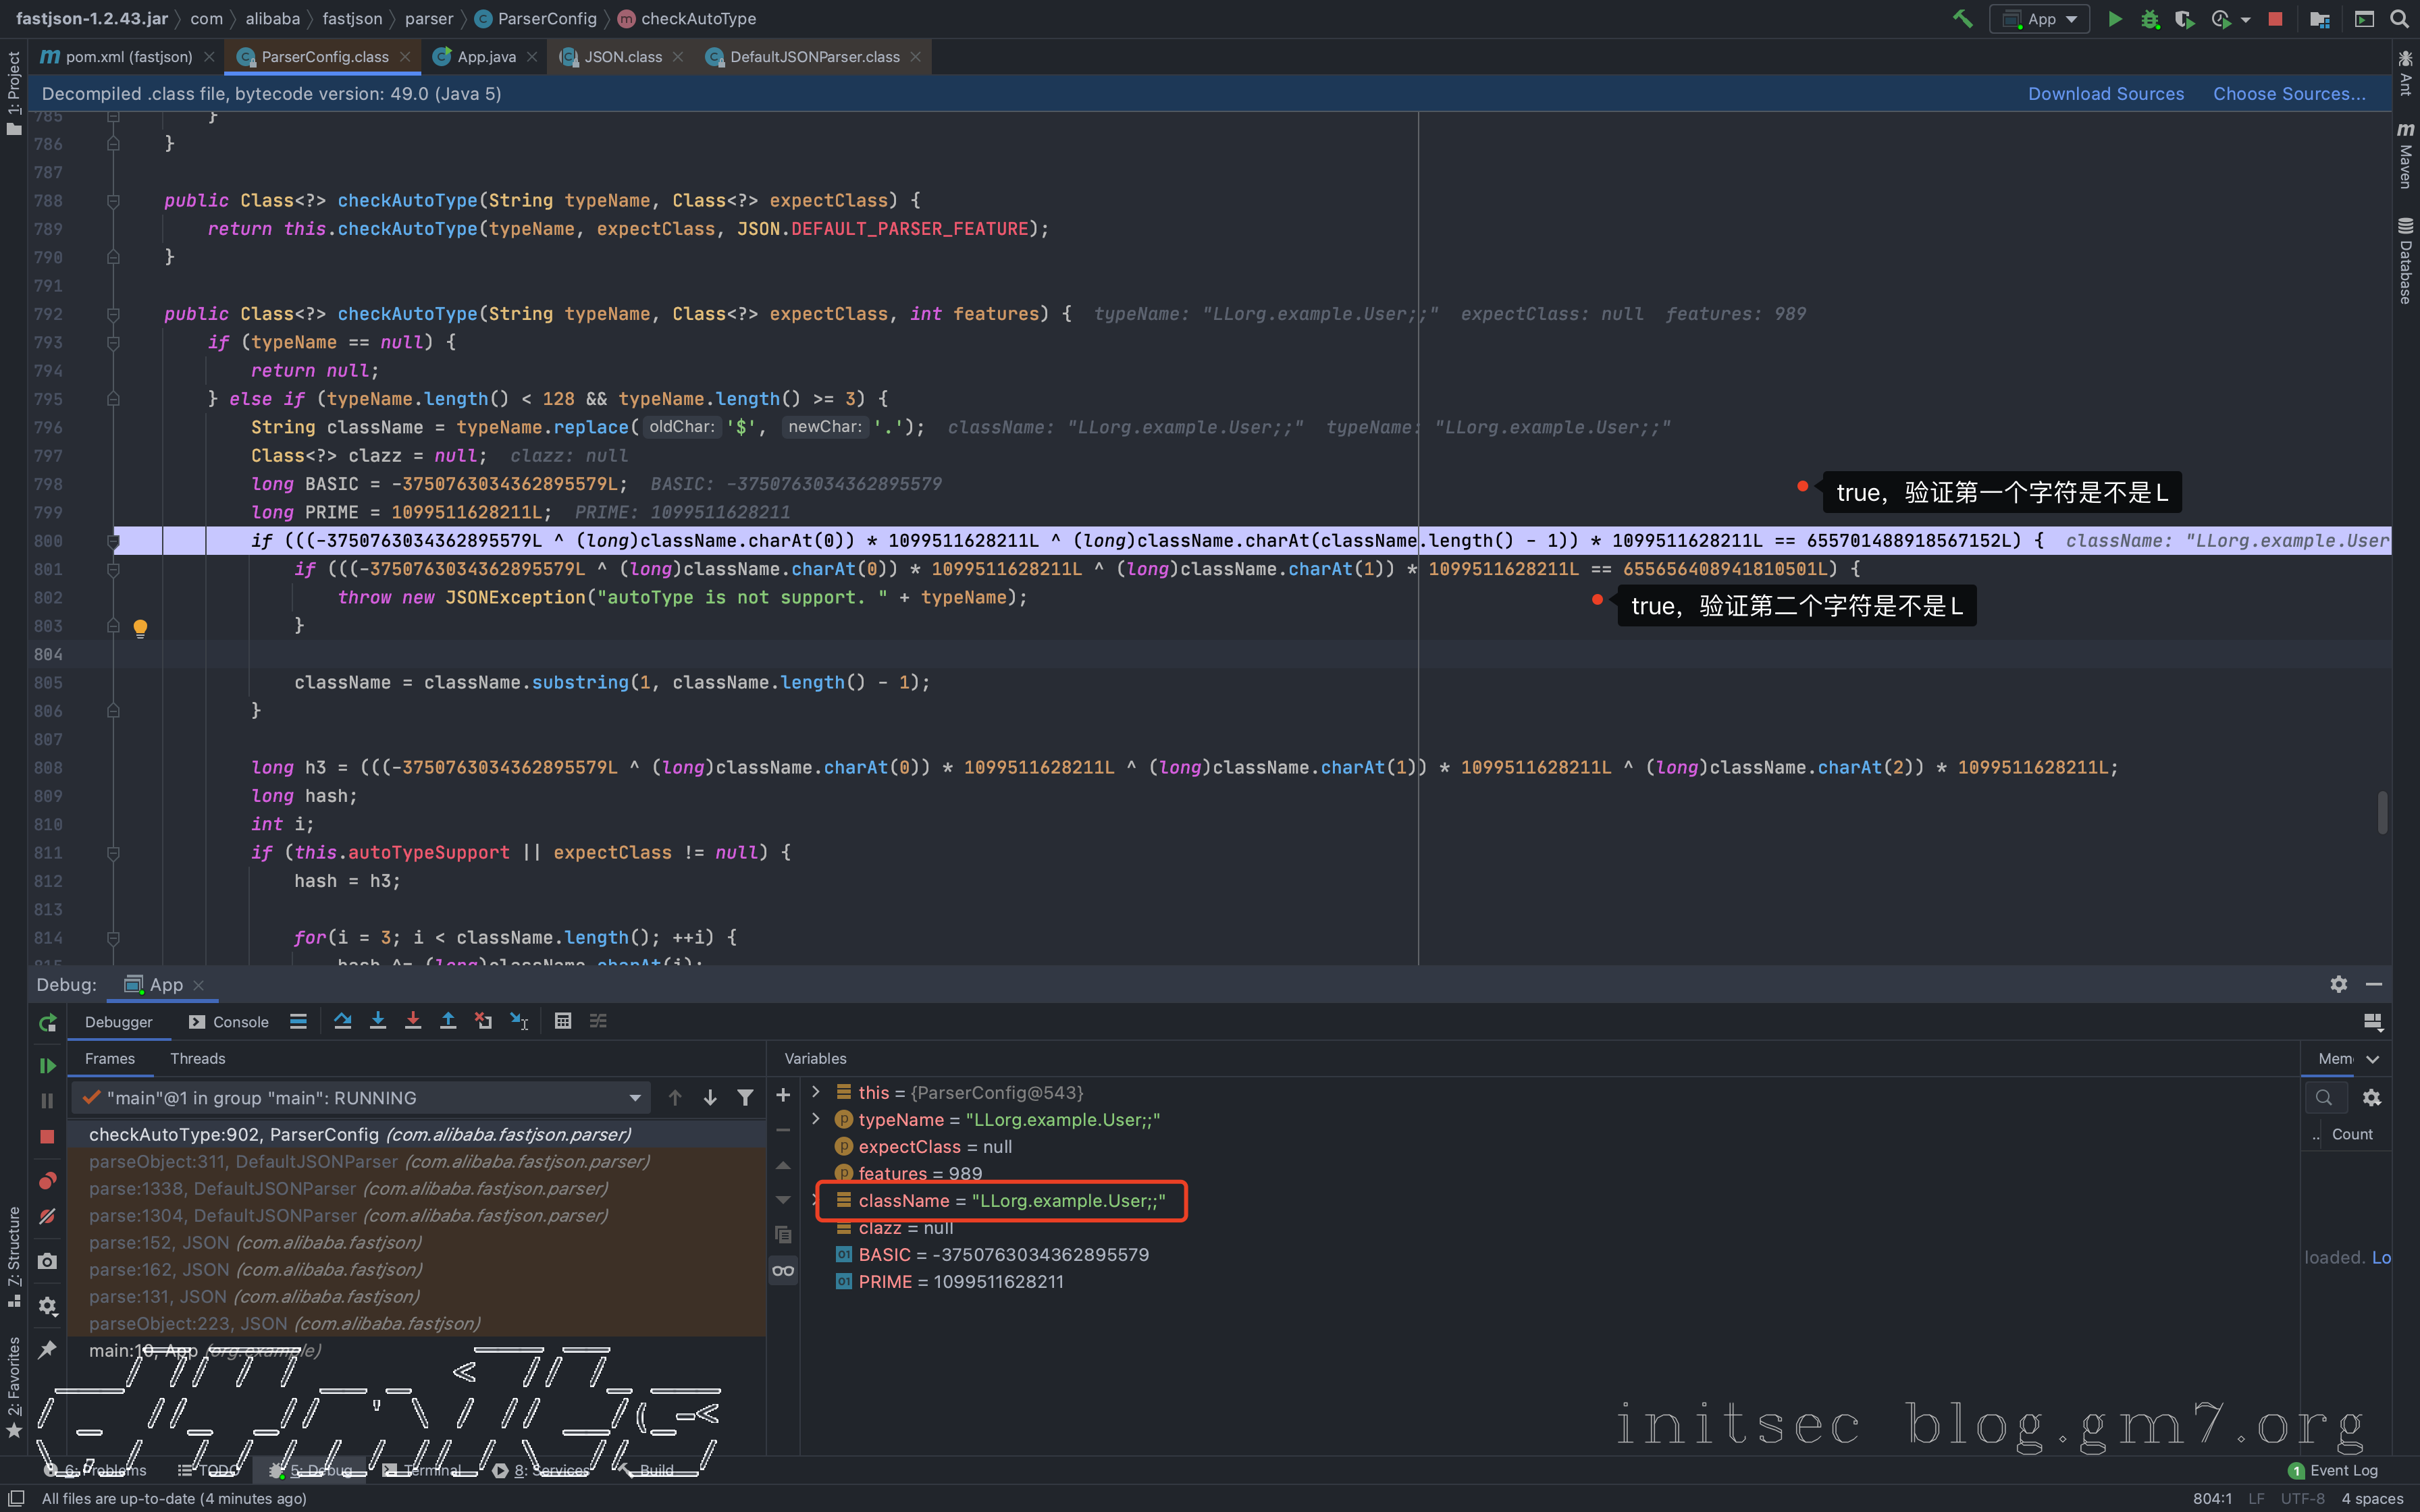 fastjson-1.2.43.jar com alibaba fastjson parser ParserConfig checkAutoType App
pom.xml (fastjson) ParserConfig.class App.java JSON.class DefaultJSONParser.class
Decompiled .class file, bytecode version: 49.0 (Java 5) Download Sources Choose Sources...
785 }
786 }
787
788 public Class<?> checkAutoType(String typeName, Class<?> expectClass) {
789 return this.checkAutoType(typeName, expectClass, JSON.DEFAULT_PARSER_FEATURE);
790 }
791
792 public Class<?> checkAutoType(String typeName, Class<?> expectClass, int features) { typeName: "LLorg.example.User;;" expectClass: null features: 989
793 if (typeName == null) {
794 return null;
795 } else if (typeName.length() < 128 && typeName.length() >= 3) {
796 String className = typeName.replace( oldChar: '$', newChar: '.'); className: "LLorg.example.User;;" typeName: "LLorg.example.User;;"
797 Class<?> clazz = null; clazz: null
798 long BASIC = -3750763034362895579L; BASIC: -3750763034362895579
true，验证第一个字符是不是L
799 long PRIME = 1099511628211L; PRIME: 1099511628211
800 if (((-3750763034362895579L ^ (long)className.charAt(0)) * 1099511628211L ^ (long)className.charAt(className.length() - 1)) * 1099511628211L == 655701488918567152L) { className: "LLorg.example.User
801 if (((-3750763034362895579L ^ (long)className.charAt(0)) * 1099511628211L ^ (long)className.charAt(1)) * 1099511628211L == 655656408941810501L) {
802 throw new JSONException("autoType is not support. " + typeName);
true，验证第二个字符是不是L
803 }
804
805 className = className.substring(1, className.length() - 1);
806 }
807
808 long h3 = (((-3750763034362895579L ^ (long)className.charAt(0)) * 1099511628211L ^ (long)className.charAt(1)) * 1099511628211L ^ (long)className.charAt(2)) * 1099511628211L;
809 long hash;
810 int i;
811 if (this.autoTypeSupport || expectClass != null) {
812 hash = h3;
813
814 for(i = 3; i < className.length(); ++i) {
815 hash ^= (long)className.charAt(i);
Debug: App
Debugger Console
Frames Threads Variables Mem
"main"@1 in group "main": RUNNING
checkAutoType:902, ParserConfig (com.alibaba.fastjson.parser)
parseObject:311, DefaultJSONParser (com.alibaba.fastjson.parser)
parse:1338, DefaultJSONParser (com.alibaba.fastjson.parser)
parse:1304, DefaultJSONParser (com.alibaba.fastjson.parser)
parse:152, JSON (com.alibaba.fastjson)
parse:162, JSON (com.alibaba.fastjson)
parse:131, JSON (com.alibaba.fastjson)
parseObject:223, JSON (com.alibaba.fastjson)
main:10, App (org.example)
this = {ParserConfig@543}
typeName = "LLorg.example.User;;"
expectClass = null
features = 989
className = "LLorg.example.User;;"
clazz = null
BASIC = -3750763034362895579
PRIME = 1099511628211
.. Count
loaded. Lo
1: Project
7: Structure
2: Favorites
Ant
Maven
Database
initsec blog.gm7.org
6: Problems TODO 5: Debug Terminal 8: Services Build 1 Event Log
All files are up-to-date (4 minutes ago) 804:1 LF UTF-8 4 spaces